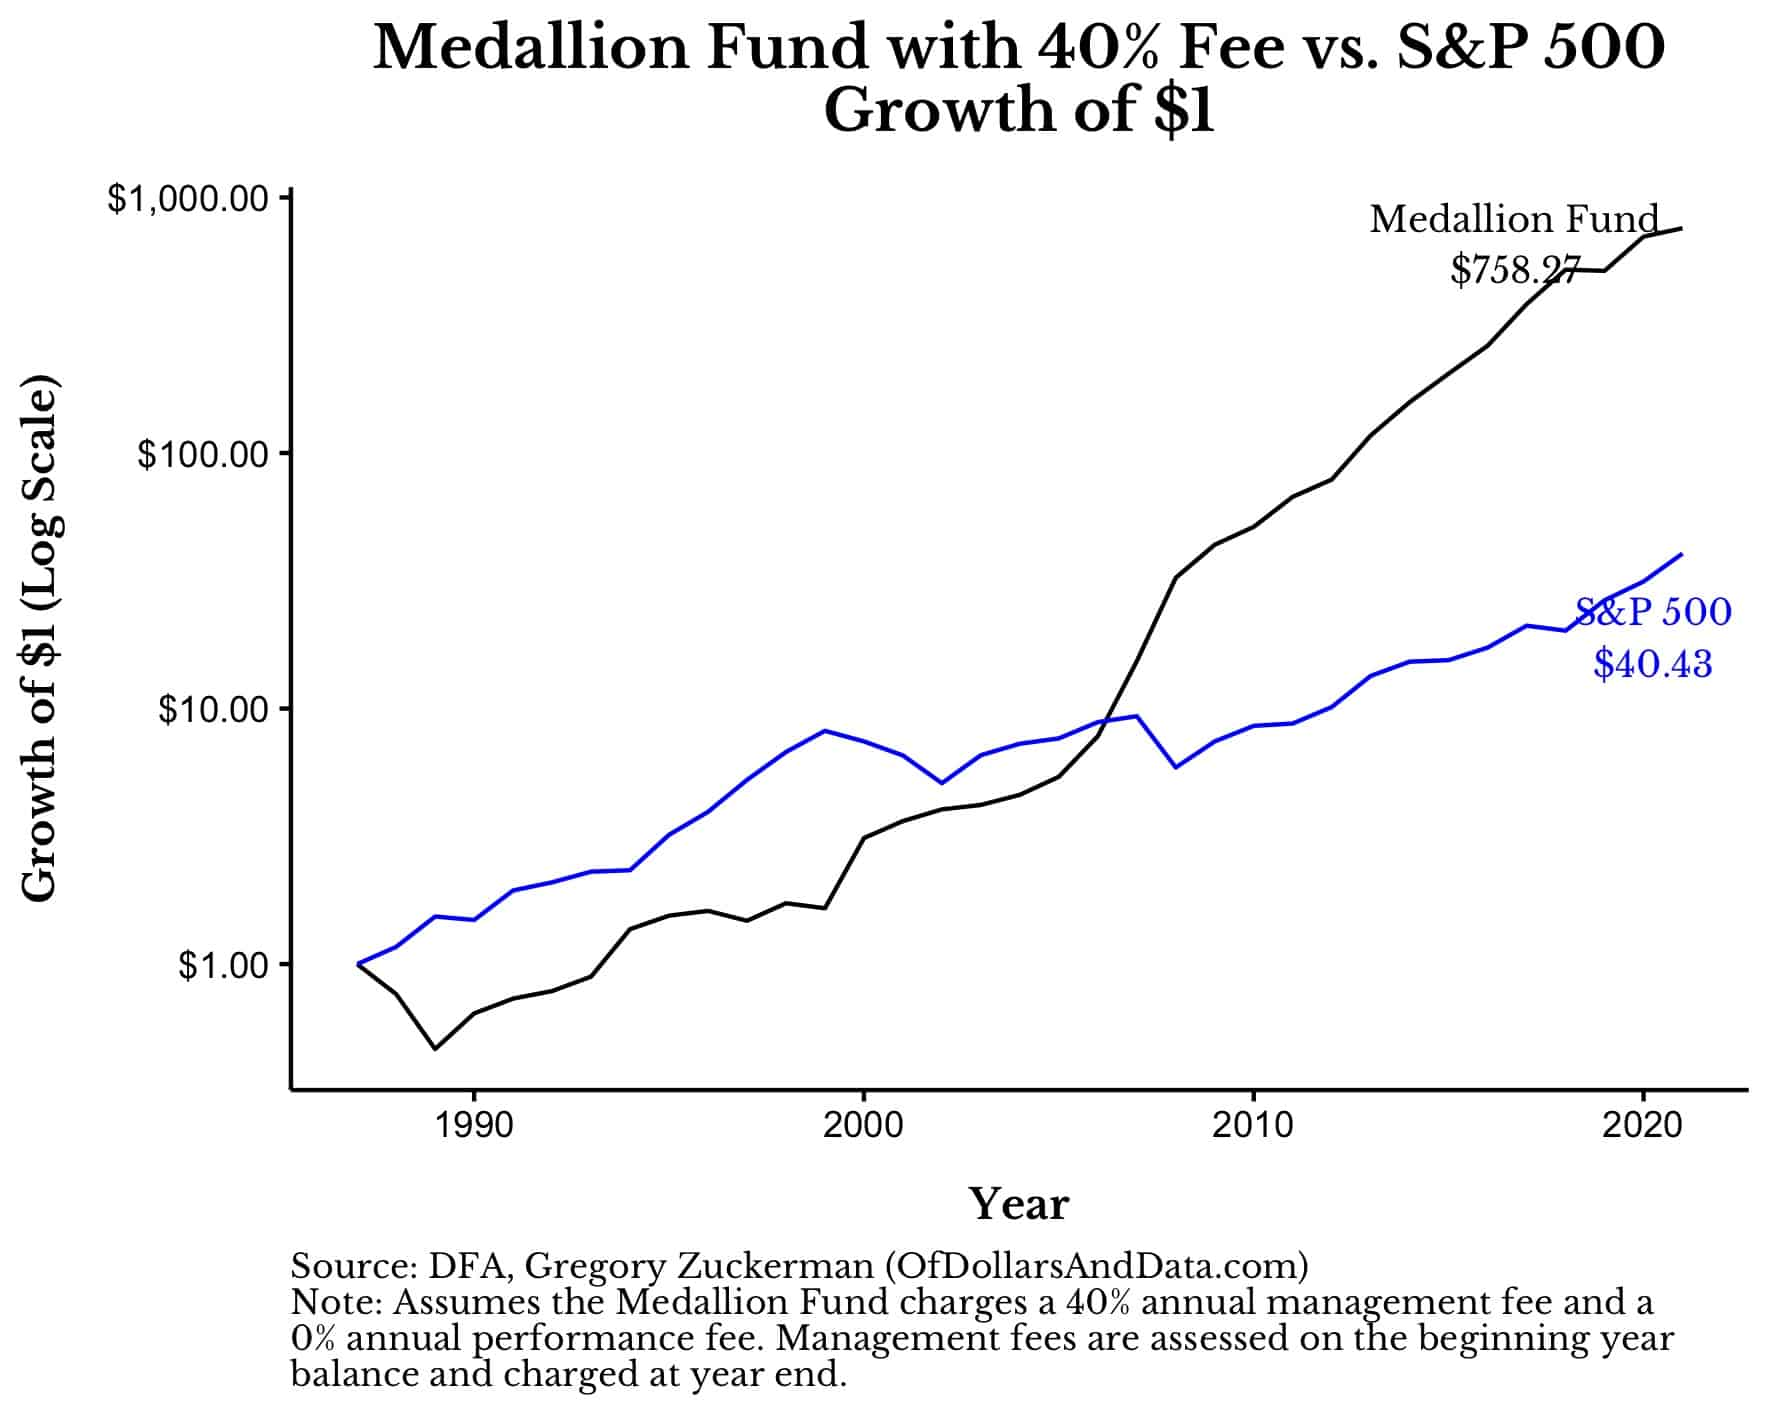 Medallion Fund with 40% Fee vs. S&P 500
Growth of $1
$1,000.00
Medallion Fund
$758.27
$100.00
S&P 500
$40.43
$10.00
$1.00
Growth of $1 (Log Scale)
1990 2000 2010 2020
Year
Source: DFA, Gregory Zuckerman (OfDollarsAndData.com)
Note: Assumes the Medallion Fund charges a 40% annual management fee and a
0% annual performance fee. Management fees are assessed on the beginning year
balance and charged at year end.